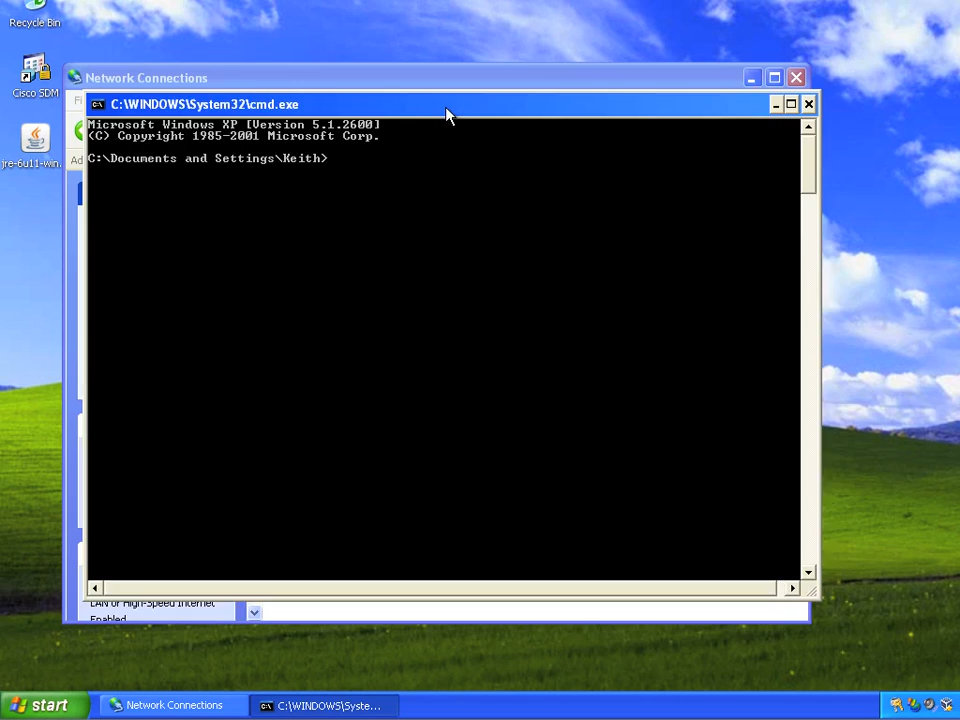 Recycle Bin
Cisco SDM
jre-6u11-win...
Network Connections
Fi
Ad
C:\WINDOWS\System32\cmd.exe
Microsoft Windows XP [Version 5.1.2600]
(C) Copyright 1985-2001 Microsoft Corp.
C:\Documents and Settings\Keith>
LAN or High-Speed Internet
Enabled
start
Network Connections
C:\WINDOWS\Syste...